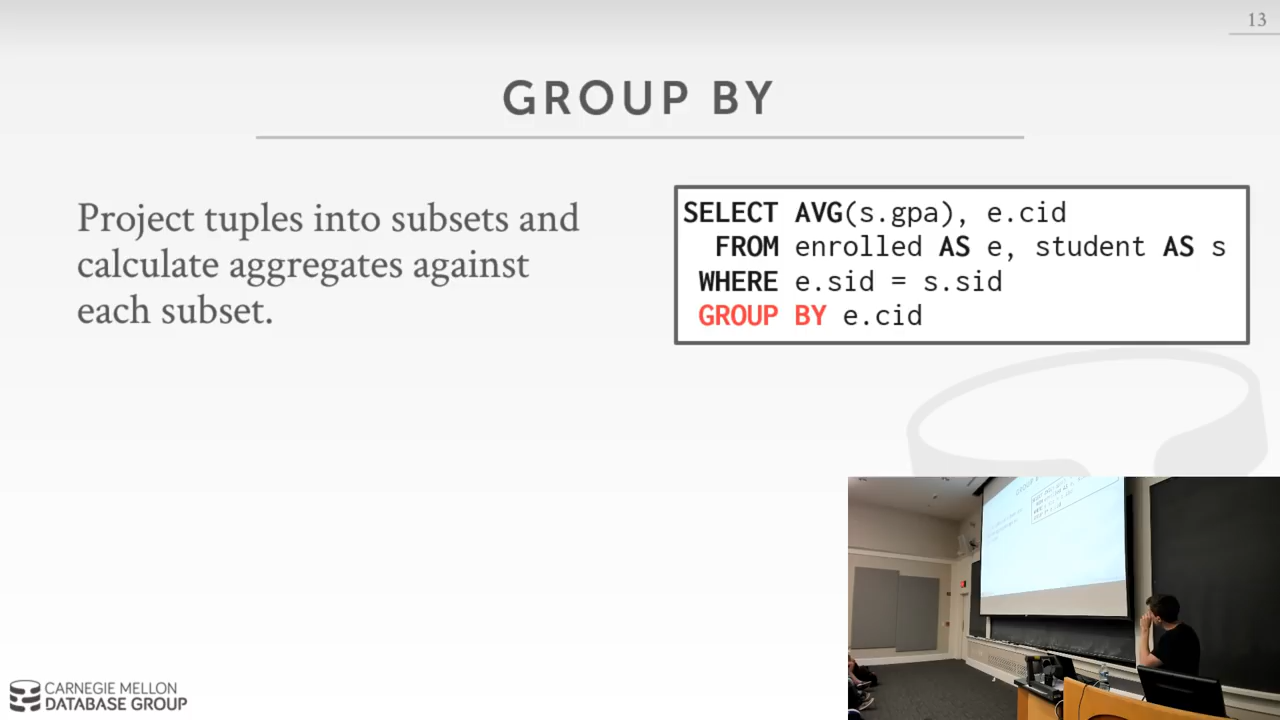 13
GROUP BY
Project tuples into subsets and
calculate aggregates against
each subset.
SELECT AVG(s.gpa), e.cid
FROM enrolled AS e, student AS s
WHERE e.sid = s.sid
GROUP BY e.cid
CARNEGIE MELLON
DATABASE GROUP